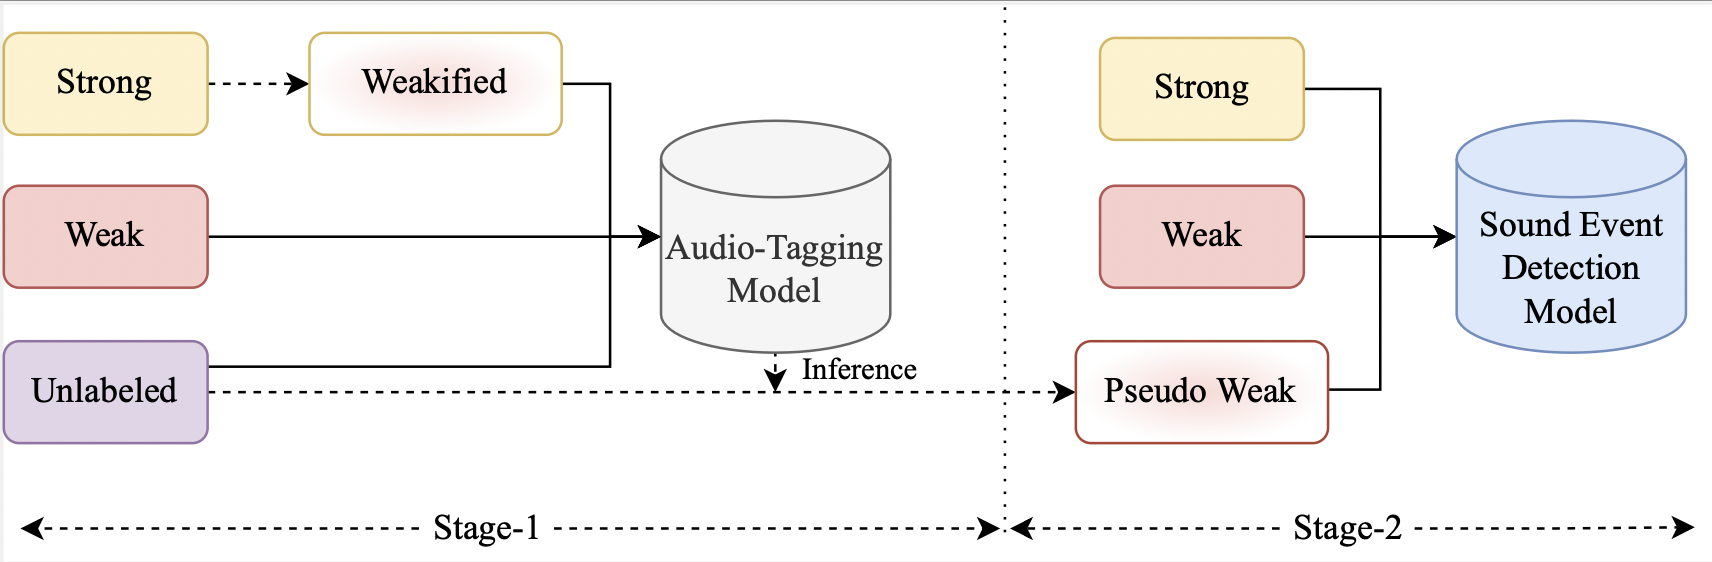 Strong
Weakified
Weak
Audio-Tagging
Model
Unlabeled
Inference
Stage-1
Strong
Weak
Pseudo Weak
Sound Event
Detection
Model
Stage-2